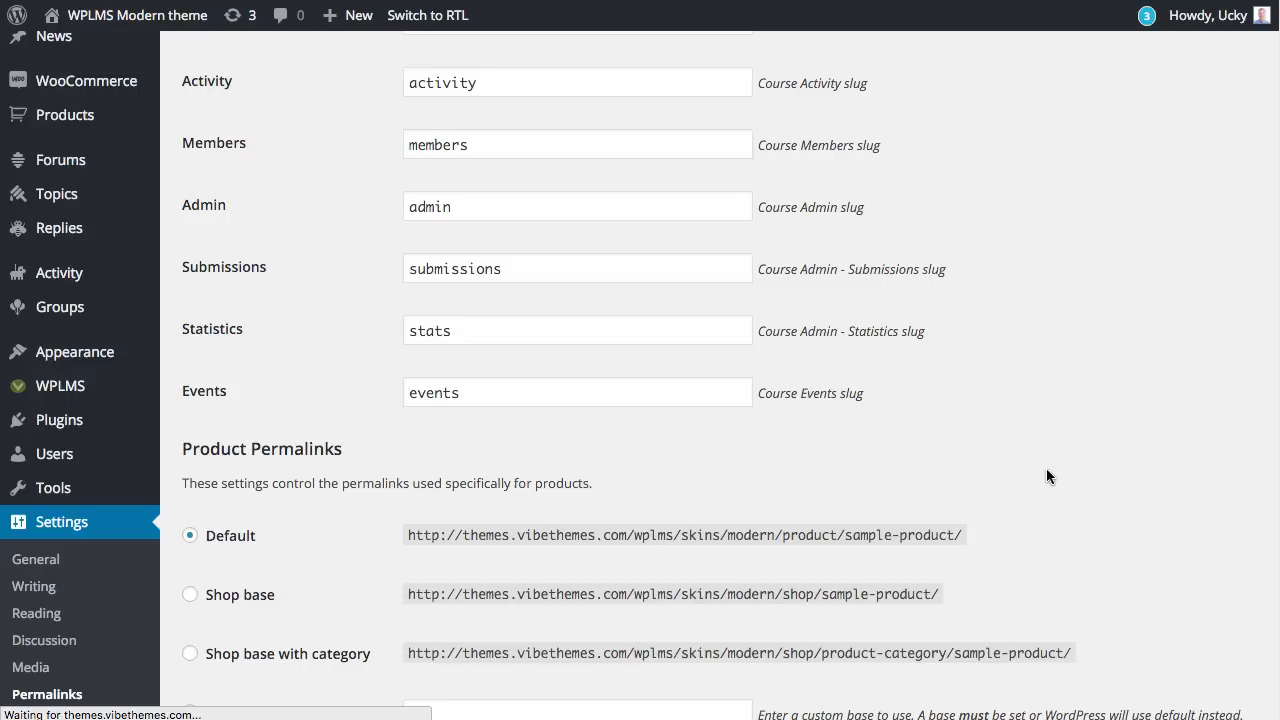 WPLMS Modern theme 3 0 New Switch to RTL 3 Howdy, Ucky
News
WooCommerce
Products
Forums
Topics
Replies
Activity
Groups
Appearance
WPLMS
Plugins
Users
Tools
Settings
General
Writing
Reading
Discussion
Media
Permalinks
Waiting for themes.vibethemes.com...
Activity activity Course Activity slug
Members members Course Members slug
Admin admin Course Admin slug
Submissions submissions Course Admin - Submissions slug
Statistics stats Course Admin - Statistics slug
Events events Course Events slug
Product Permalinks
These settings control the permalinks used specifically for products.
Default http://themes.vibethemes.com/wplms/skins/modern/product/sample-product/
Shop base http://themes.vibethemes.com/wplms/skins/modern/shop/sample-product/
Shop base with category http://themes.vibethemes.com/wplms/skins/modern/shop/product-category/sample-product/
Enter a custom base to use. A base must be set or WordPress will use default instead.